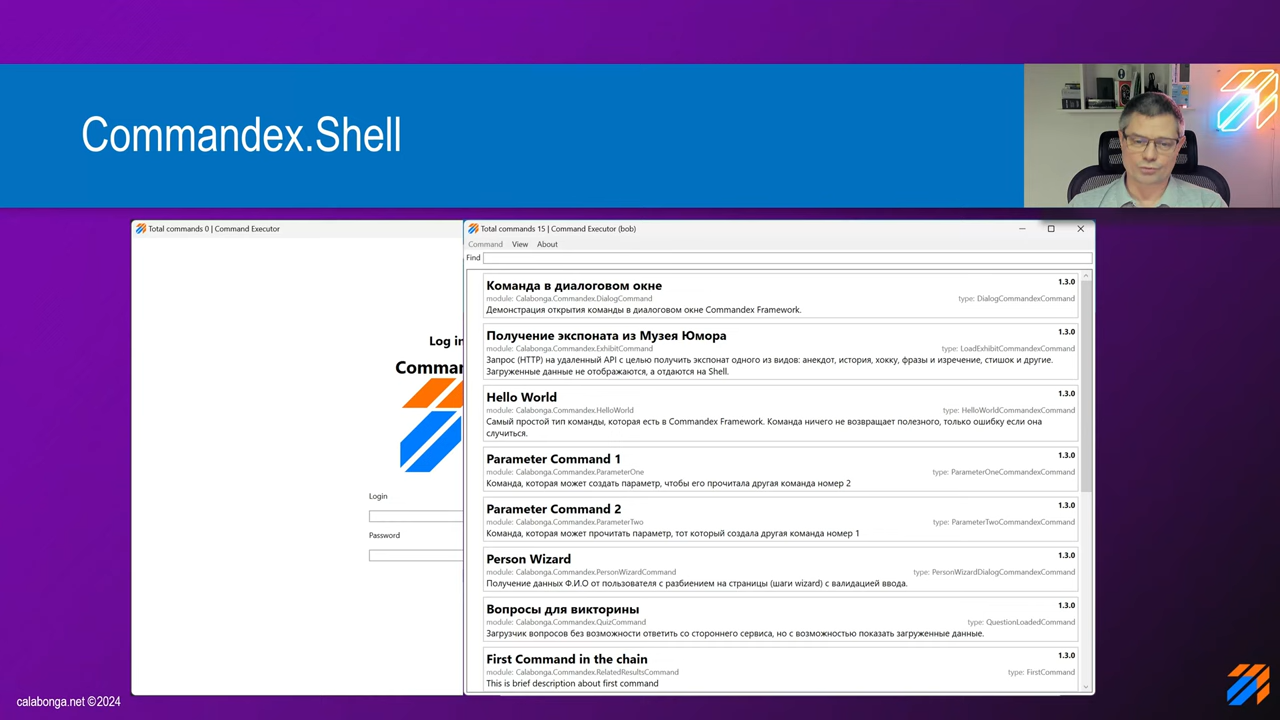 Commandex.Shell
Total commands 0 | Command Executor
Log in
Comman
Login
Password
Total commands 15 | Command Executor (bob)
Command View About
Find
Команда в диалоговом окне 1.3.0
module: Calabonga.Commandex.DialogCommand type: DialogCommandexCommand
Демонстрация открытия команды в диалоговом окне Commandex Framework.
Получение экспоната из Музея Юмора 1.3.0
module: Calabonga.Commandex.ExhibitCommand type: LoadExhibitCommandexCommand
Запрос (HTTP) на удаленный API с целью получить экспонат одного из видов: анекдот, история, хокку, фразы и изречение, стишок и другие.
Загруженные данные не отображаются, а отдаются на Shell.
Hello World 1.3.0
module: Calabonga.Commandex.HelloWorld type: HelloWorldCommandexCommand
Самый простой тип команды, которая есть в Commandex Framework. Команда ничего не возвращает полезного, только ошибку если она
случиться.
Parameter Command 1 1.3.0
module: Calabonga.Commandex.ParameterOne type: ParameterOneCommandexCommand
Команда, которая может создать параметр, чтобы его прочитала другая команда номер 2
Parameter Command 2 1.3.0
module: Calabonga.Commandex.ParameterTwo type: ParameterTwoCommandexCommand
Команда, которая может прочитать параметр, тот который создала другая команда номер 1
Person Wizard 1.3.0
module: Calabonga.Commandex.PersonWizardCommand type: PersonWizardDialogCommandexCommand
Получение данных Ф.И.О от пользователя с разбиением на страницы (шаги wizard) с валидацией ввода.
Вопросы для викторины 1.3.0
module: Calabonga.Commandex.QuizCommand type: QuestionLoadedCommand
Загрузчик вопросов без возможности ответить со стороннего сервиса, но с возможностью показать загруженные данные.
First Command in the chain 1.3.0
module: Calabonga.Commandex.RelatedResultsCommand type: FirstCommand
This is brief description about first command
calabonga.net ©2024